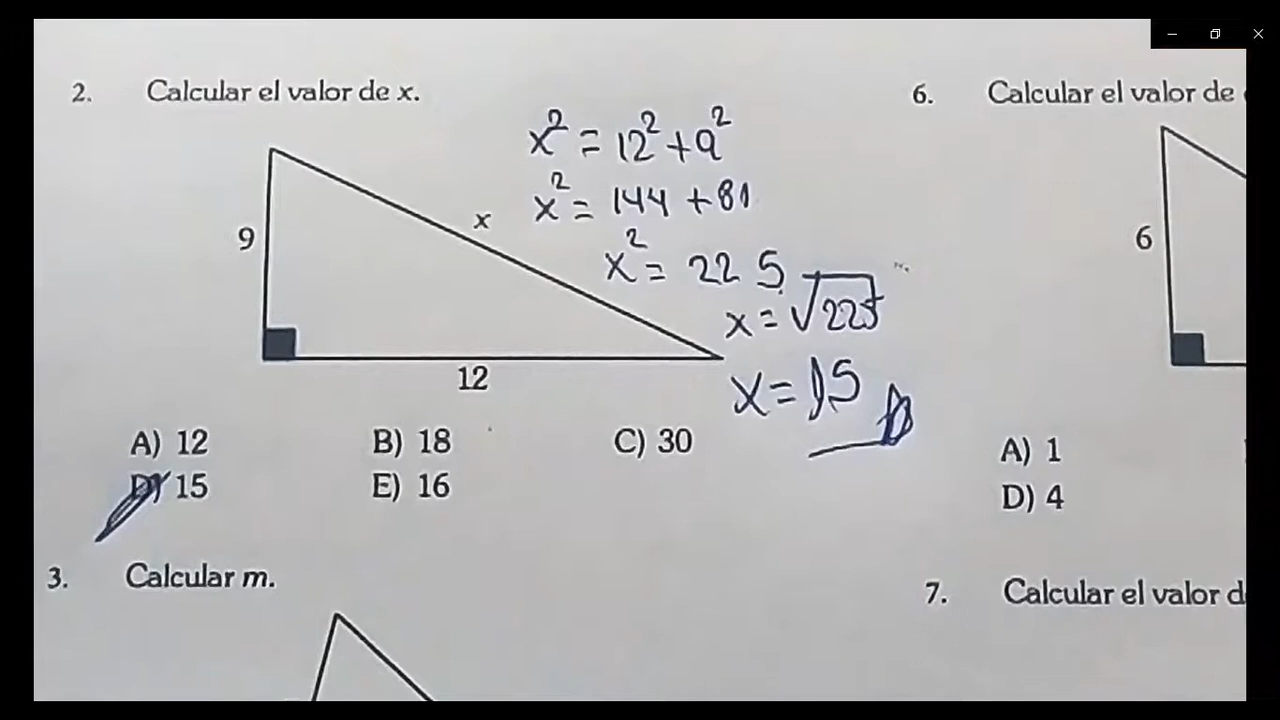 2. Calcular el valor de x.
9
x
12
x² = 12² + 9²
x² = 144 + 81
x² = 225
x = √225
x = 15
A) 12 B) 18 C) 30
D) 15 E) 16
3. Calcular m.
6. Calcular el valor de
6
A) 1
D) 4
7. Calcular el valor d